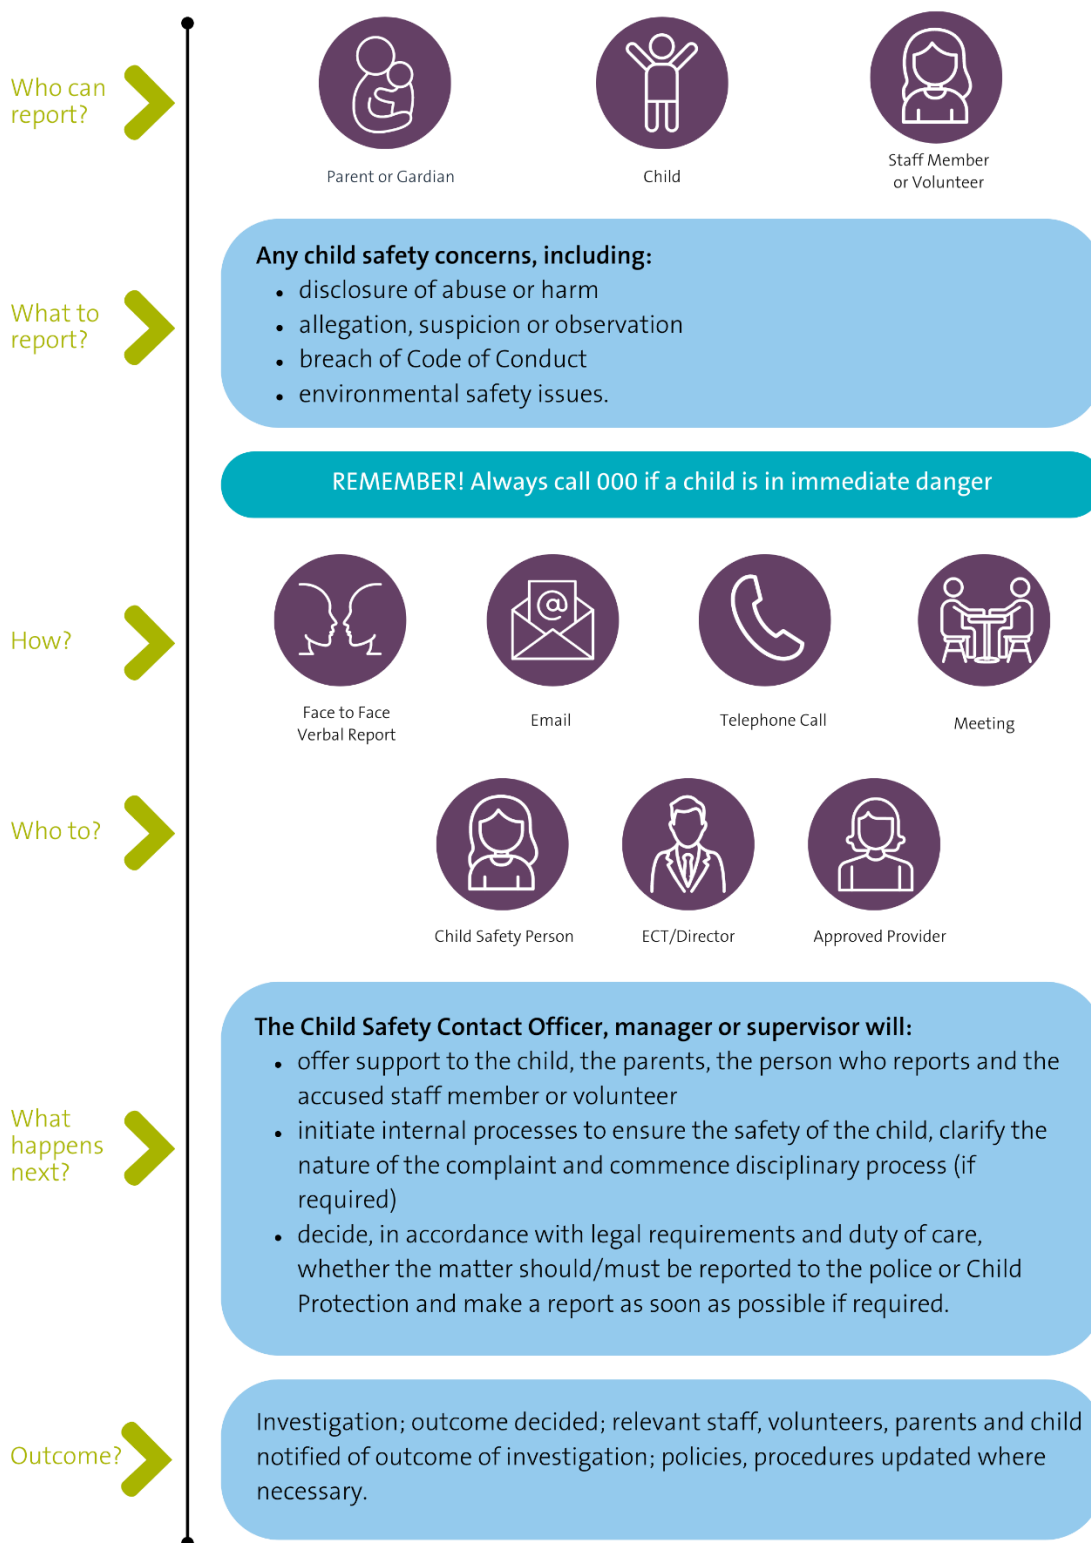 Who can
report?
Parent or Gardian
Child
Staff Member
or Volunteer
What to
report?
Any child safety concerns, including:
• disclosure of abuse or harm
• allegation, suspicion or observation
• breach of Code of Conduct
• environmental safety issues.
REMEMBER! Always call 000 if a child is in immediate danger
How?
@
Face to Face
Verbal Report
Email
Telephone Call
Meeting
Who to?
Child Safety Person
ECT/Director
Approved Provider
What
happens
next?
The Child Safety Contact Officer, manager or supervisor will:
• offer support to the child, the parents, the person who reports and the
accused staff member or volunteer
• initiate internal processes to ensure the safety of the child, clarify the
nature of the complaint and commence disciplinary process (if
required)
• decide, in accordance with legal requirements and duty of care,
whether the matter should/must be reported to the police or Child
Protection and make a report as soon as possible if required.
Outcome?
Investigation; outcome decided; relevant staff, volunteers, parents and child
notified of outcome of investigation; policies, procedures updated where
necessary.